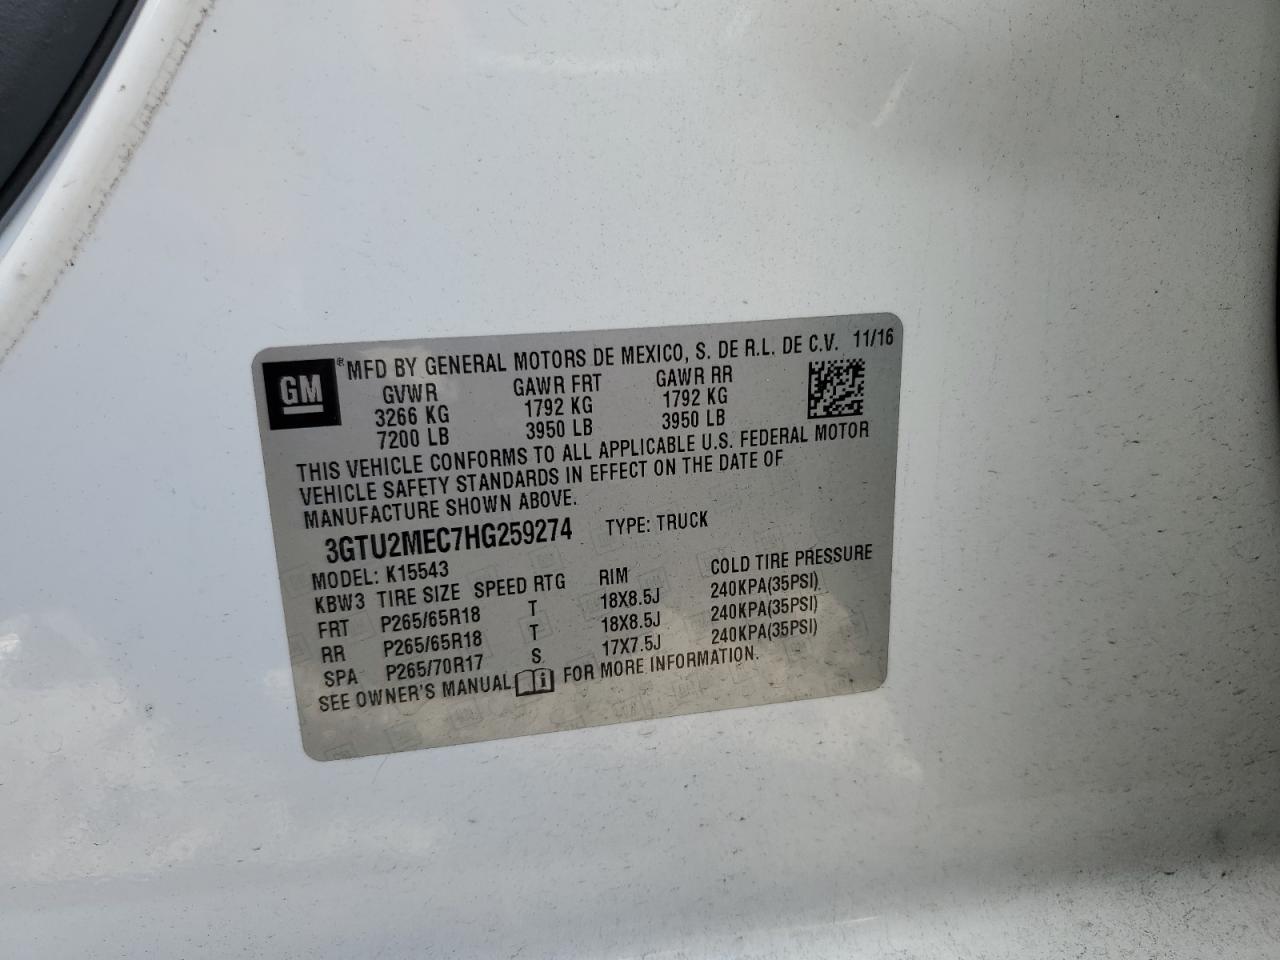 GM ® MFD BY GENERAL MOTORS DE MEXICO, S. DE R.L. DE C.V. 11/16
GVWR GAWR FRT GAWR RR
3266 KG 1792 KG 1792 KG
7200 LB 3950 LB 3950 LB
THIS VEHICLE CONFORMS TO ALL APPLICABLE U.S. FEDERAL MOTOR
VEHICLE SAFETY STANDARDS IN EFFECT ON THE DATE OF
MANUFACTURE SHOWN ABOVE.
3GTU2MEC7HG259274 TYPE: TRUCK
MODEL: K15543
KBW3 TIRE SIZE SPEED RTG RIM COLD TIRE PRESSURE
FRT P265/65R18 T 18X8.5J 240KPA(35PSI)
RR P265/65R18 T 18X8.5J 240KPA(35PSI)
SPA P265/70R17 S 17X7.5J 240KPA(35PSI)
SEE OWNER'S MANUAL i FOR MORE INFORMATION.